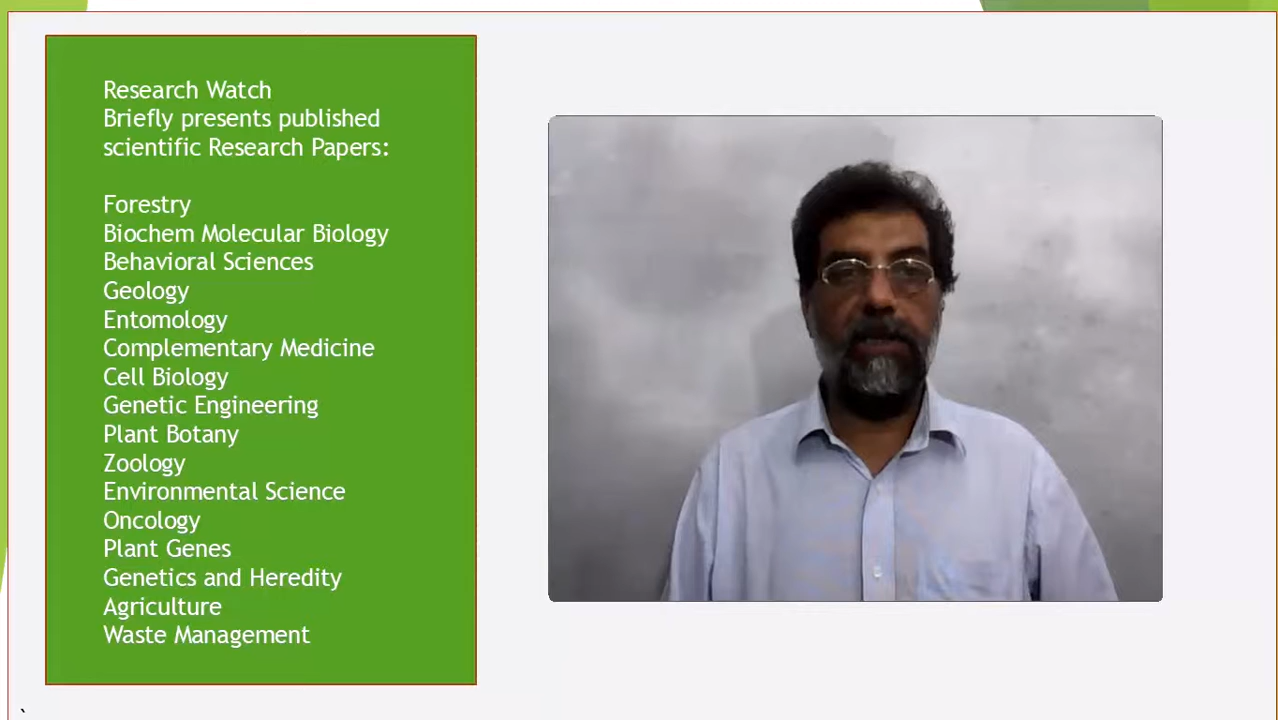 Research Watch
Briefly presents published
scientific Research Papers:
Forestry
Biochem Molecular Biology
Behavioral Sciences
Geology
Entomology
Complementary Medicine
Cell Biology
Genetic Engineering
Plant Botany
Zoology
Environmental Science
Oncology
Plant Genes
Genetics and Heredity
Agriculture
Waste Management
`